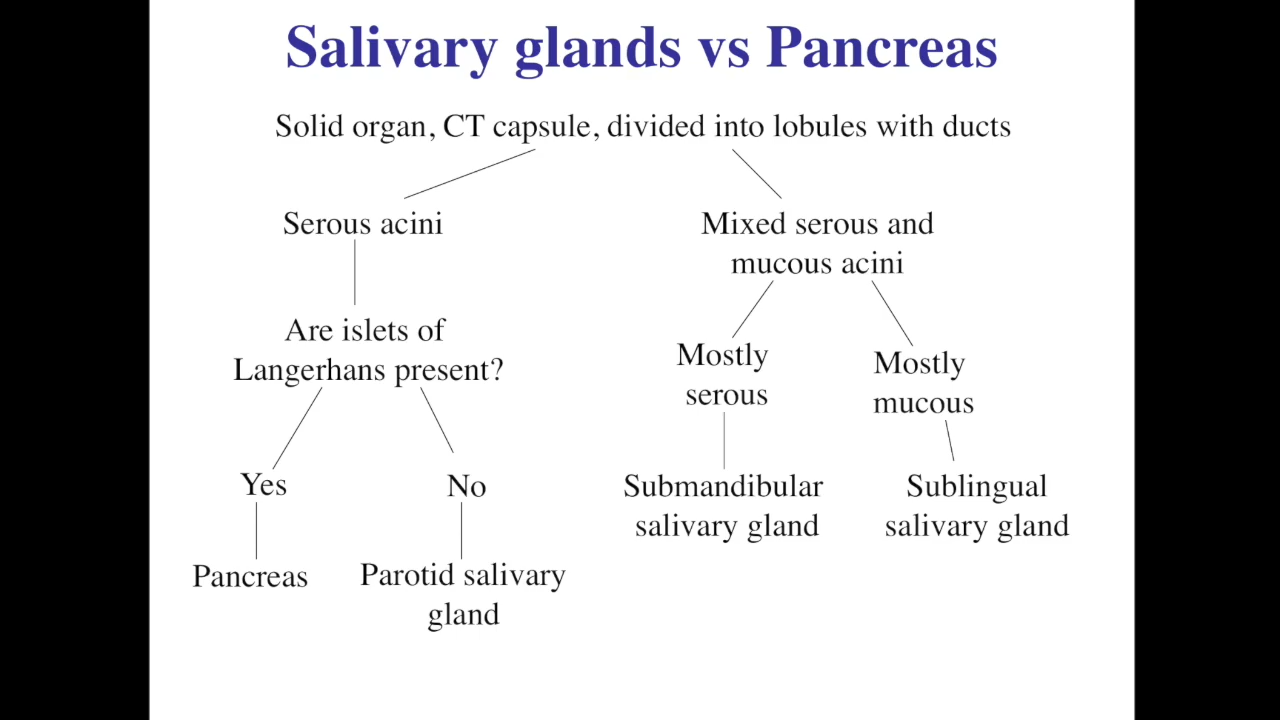 Salivary glands vs Pancreas
Solid organ, CT capsule, divided into lobules with ducts
Serous acini
Mixed serous and
mucous acini
Are islets of
Langerhans present?
Mostly
serous
Mostly
mucous
Yes
No
Submandibular
salivary gland
Sublingual
salivary gland
Pancreas
Parotid salivary
gland